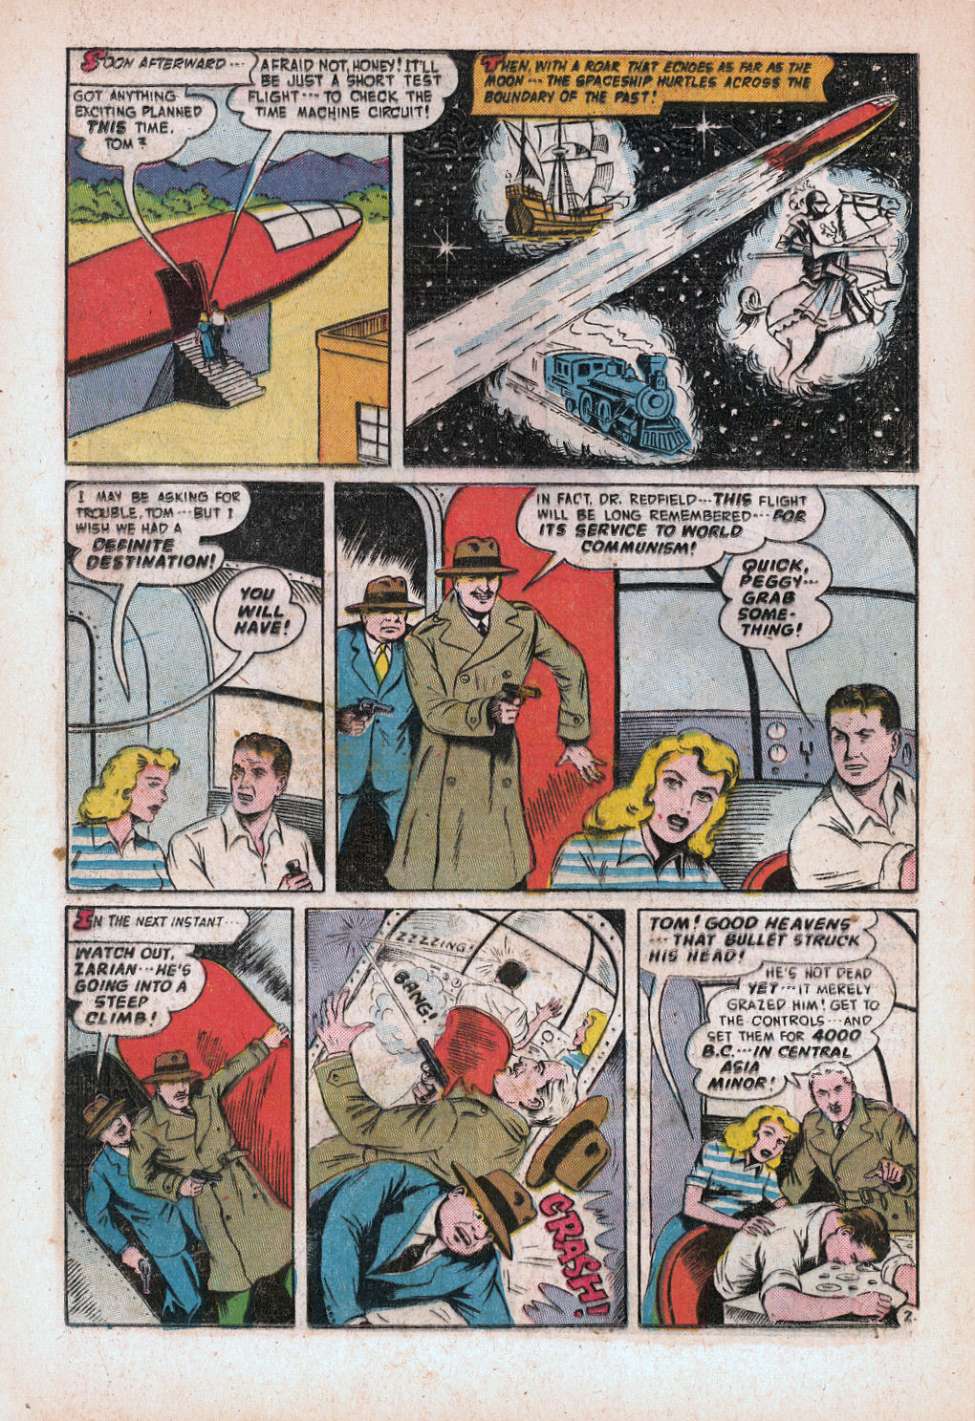 SOON AFTERWARD...
GOT ANYTHING
EXCITING PLANNED
THIS TIME,
TOM?
AFRAID NOT, HONEY! IT'LL
BE JUST A SHORT TEST
FLIGHT---TO CHECK THE
TIME MACHINE CIRCUIT!
THEN, WITH A ROAR THAT ECHOES AS FAR AS THE
MOON---THE SPACESHIP HURTLES ACROSS THE
BOUNDARY OF THE PAST!
I MAY BE ASKING FOR
TROUBLE, TOM---BUT I
WISH WE HAD A
DEFINITE
DESTINATION!
YOU
WILL
HAVE!
IN FACT, DR. REDFIELD---THIS FLIGHT
WILL BE LONG REMEMBERED---FOR
ITS SERVICE TO WORLD
COMMUNISM!
QUICK,
PEGGY---
GRAB
SOME-
THING!
IN THE NEXT INSTANT...
WATCH OUT,
ZARIAN---HE'S
GOING INTO A
STEEP
CLIMB!
ZZZZING!
BANG!
CRASH!
TOM! GOOD HEAVENS
---THAT BULLET STRUCK
HIS HEAD!
HE'S NOT DEAD
YET---IT MERELY
GRAZED HIM! GET TO
THE CONTROLS---AND
SET THEM FOR 4000
B.C.---IN CENTRAL
ASIA
MINOR!
2